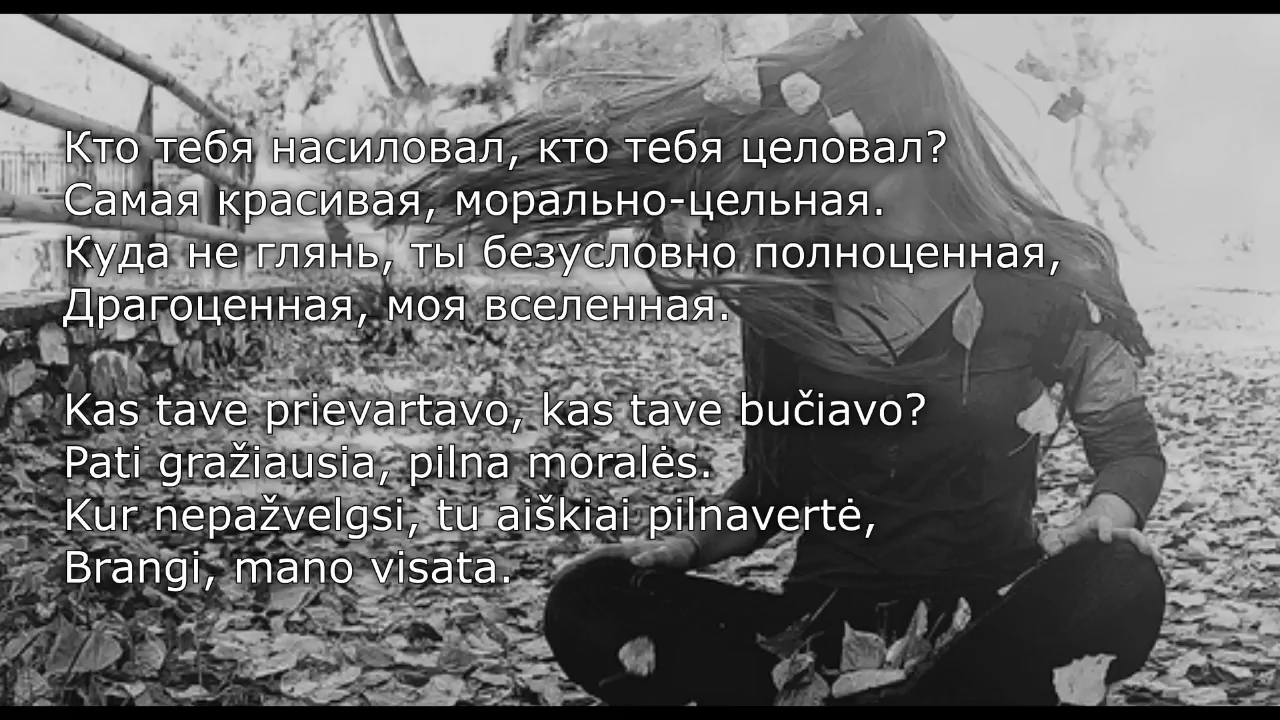 Кто тебя насиловал, кто тебя целовал?
Самая красивая, морально-цельная.
Куда не глянь, ты безусловно полноценная,
Драгоценная, моя вселенная.
Kas tave prievartavo, kas tave bučiavo?
Pati gražiausia, pilna moralės.
Kur nepažvelgsi, tu aiškiai pilnavertė,
Brangi, mano visata.